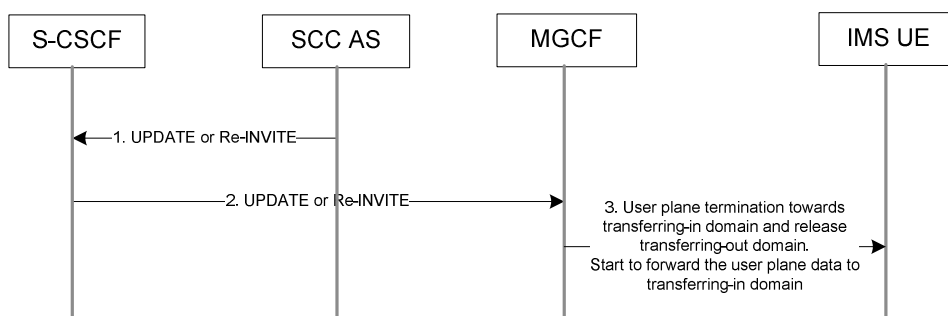 S-CSCF
SCC AS
MGCF
IMS UE
1. UPDATE or Re-INVITE
2. UPDATE or Re-INVITE
3. User plane termination towards
transferring-in domain and release
transferring-out domain.
Start to forward the user plane data to
transferring-in domain